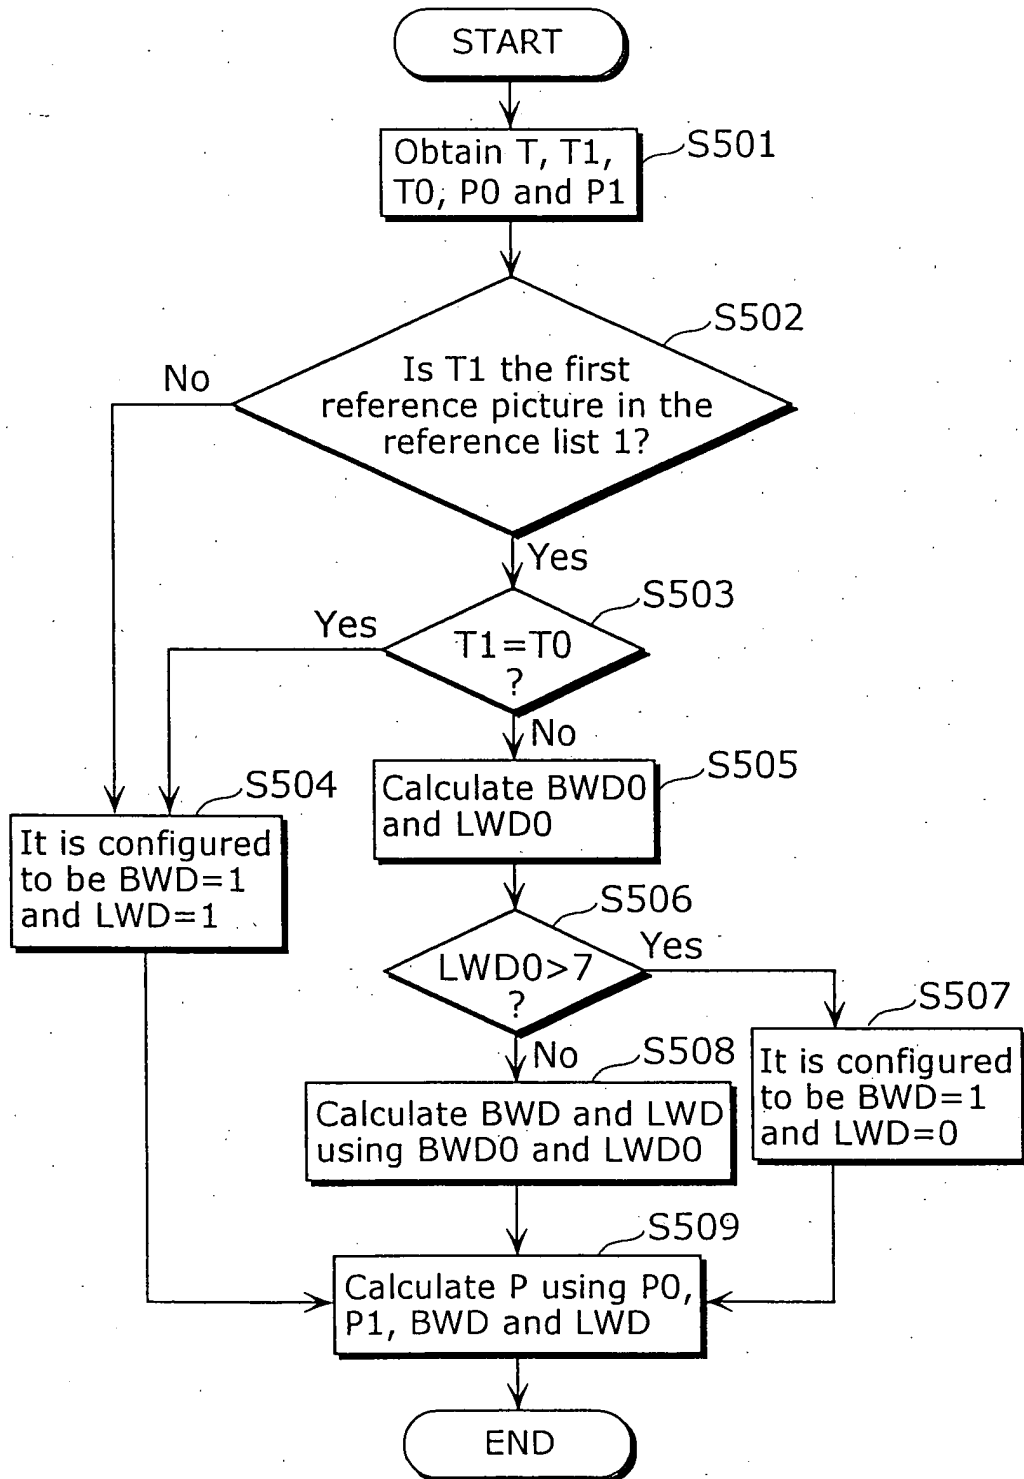 START
Obtain T, T1,
T0, P0 and P1
S501
S502
Is T1 the first
reference picture in the
reference list 1?
No
Yes
S503
T1=T0
?
Yes
No
S504
It is configured
to be BWD=1
and LWD=1
S505
Calculate BWD0
and LWD0
S506
LWD0>7
?
Yes
No
S507
It is configured
to be BWD=1
and LWD=0
S508
Calculate BWD and LWD
using BWD0 and LWD0
S509
Calculate P using P0,
P1, BWD and LWD
END